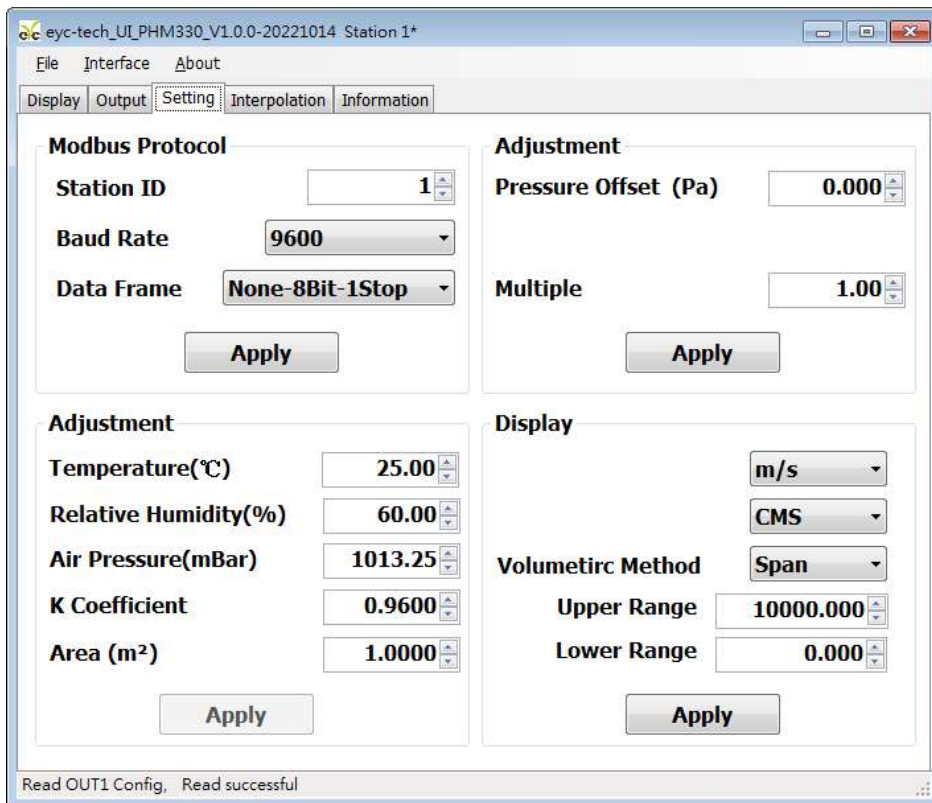 eyc eyc-tech_UI_PHM330_V1.0.0-20221014 Station 1*
File Interface About
Display Output Setting Interpolation Information
Modbus Protocol
Station ID 1
Baud Rate 9600
Data Frame None-8Bit-1Stop
Apply
Adjustment
Pressure Offset (Pa) 0.000
Multiple 1.00
Apply
Adjustment
Temperature(℃) 25.00
Relative Humidity(%) 60.00
Air Pressure(mBar) 1013.25
K Coefficient 0.9600
Area (m²) 1.0000
Apply
Display
m/s
CMS
Volumetirc Method Span
Upper Range 10000.000
Lower Range 0.000
Apply
Read OUT1 Config, Read successful